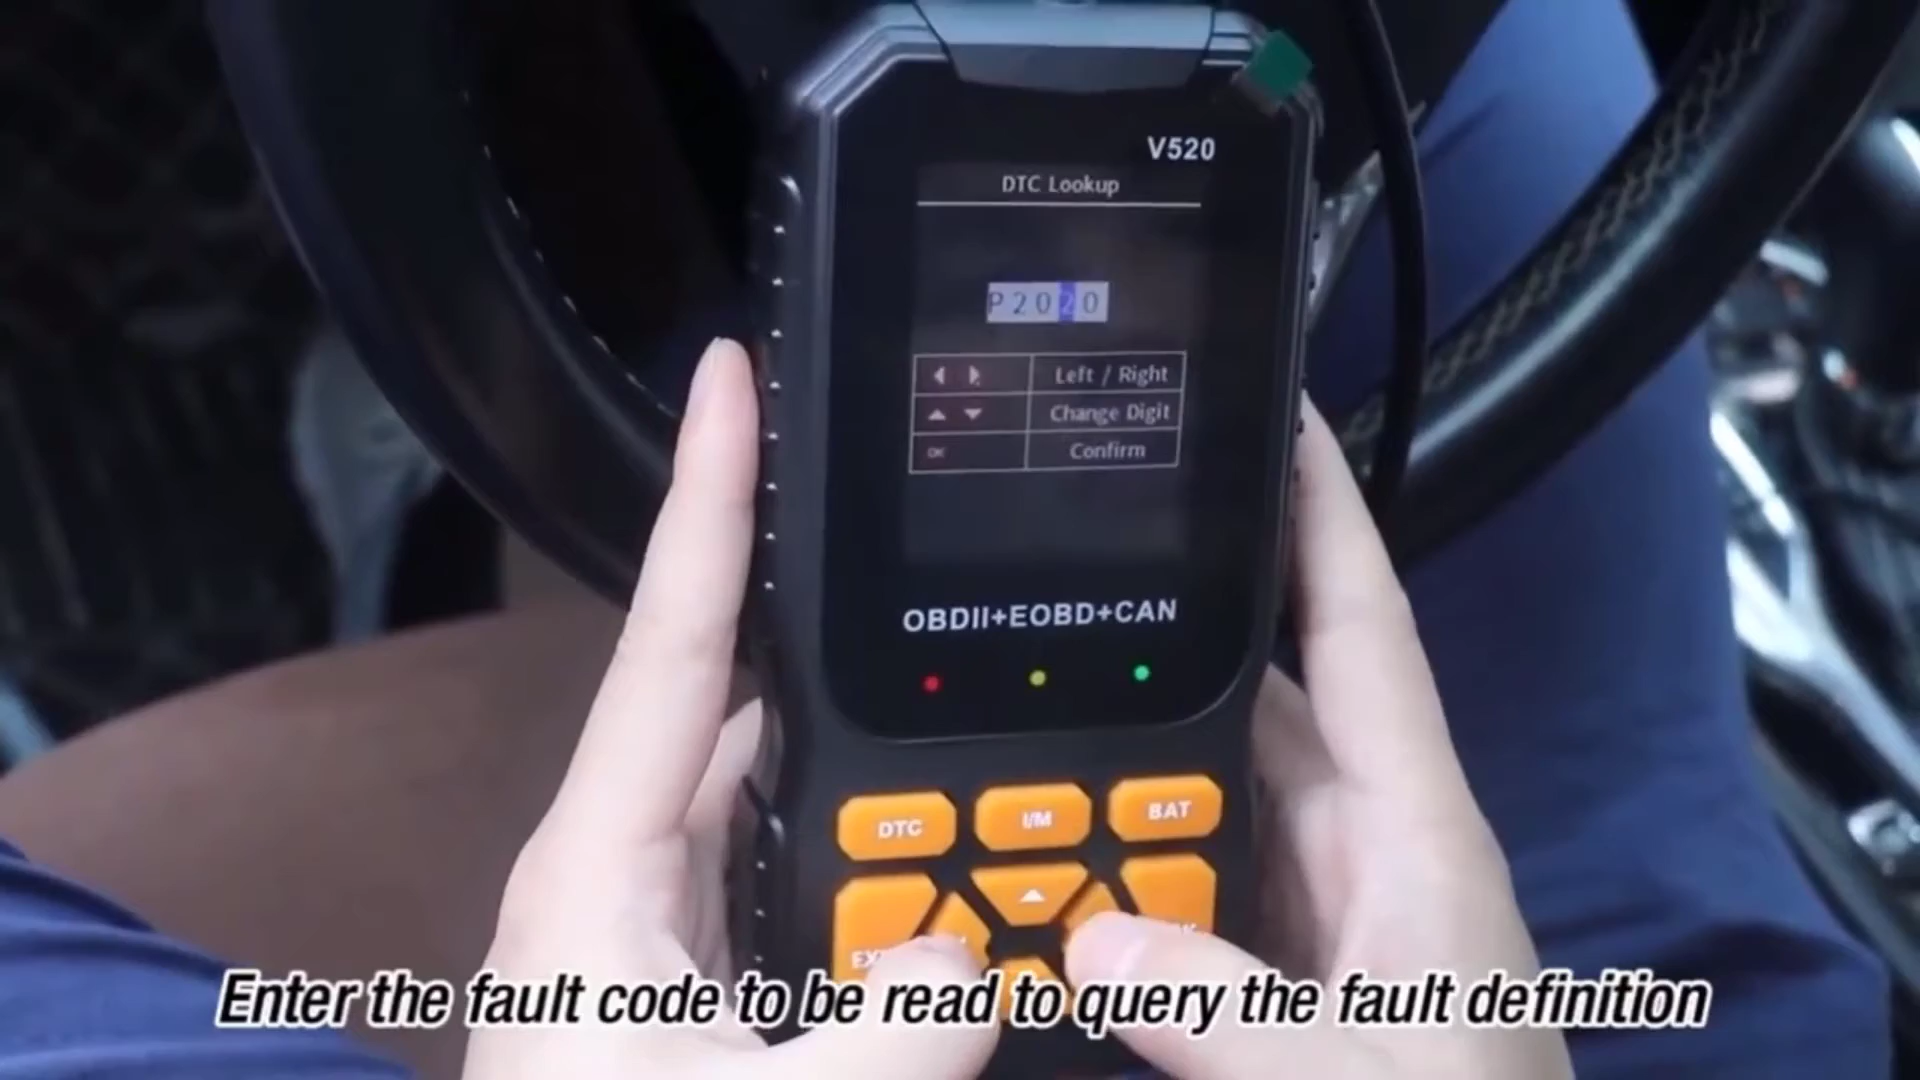 V520
DTC Lookup
P2020
Left / Right
Change Digit
OK Confirm
OBDII+EOBD+CAN
DTC I/M BAT
Enter the fault code to be read to query the fault definition